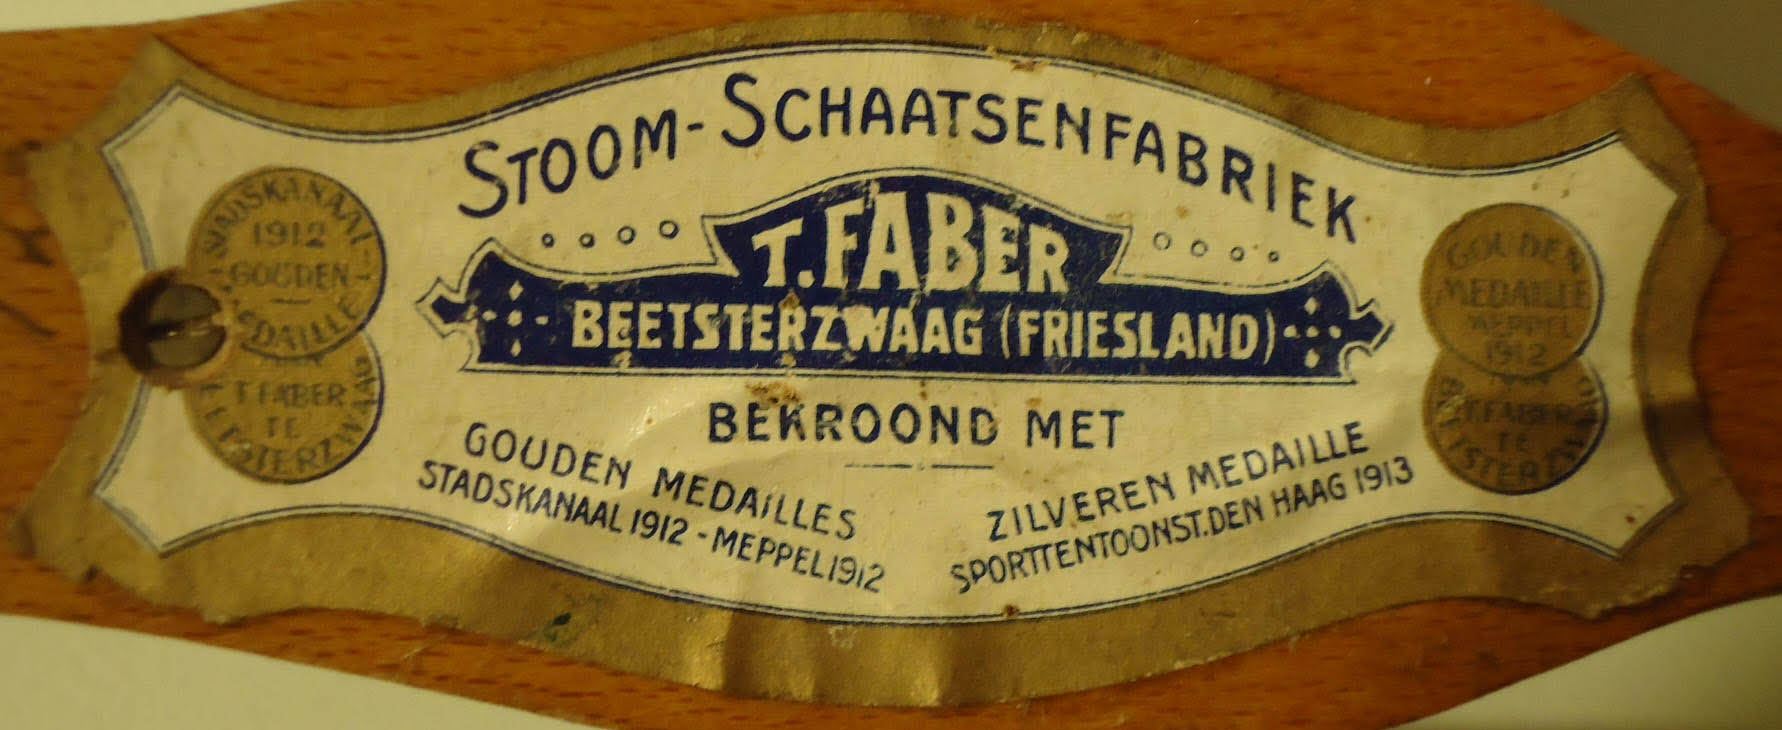 STOOM-SCHAATSENFABRIEK
T. FABER
BEETSTERZWAAG (FRIESLAND)
BEKROOND MET
GOUDEN MEDAILLES
STADSKANAAL 1912 - MEPPEL 1912
ZILVEREN MEDAILLE
SPORTTENTOONST. DEN HAAG 1913
STADSKANAAL
1912
GOUDEN
T FABER
TE
GOUDEN
MEDAILLE
MEPPEL
1912
T. FABER
TE